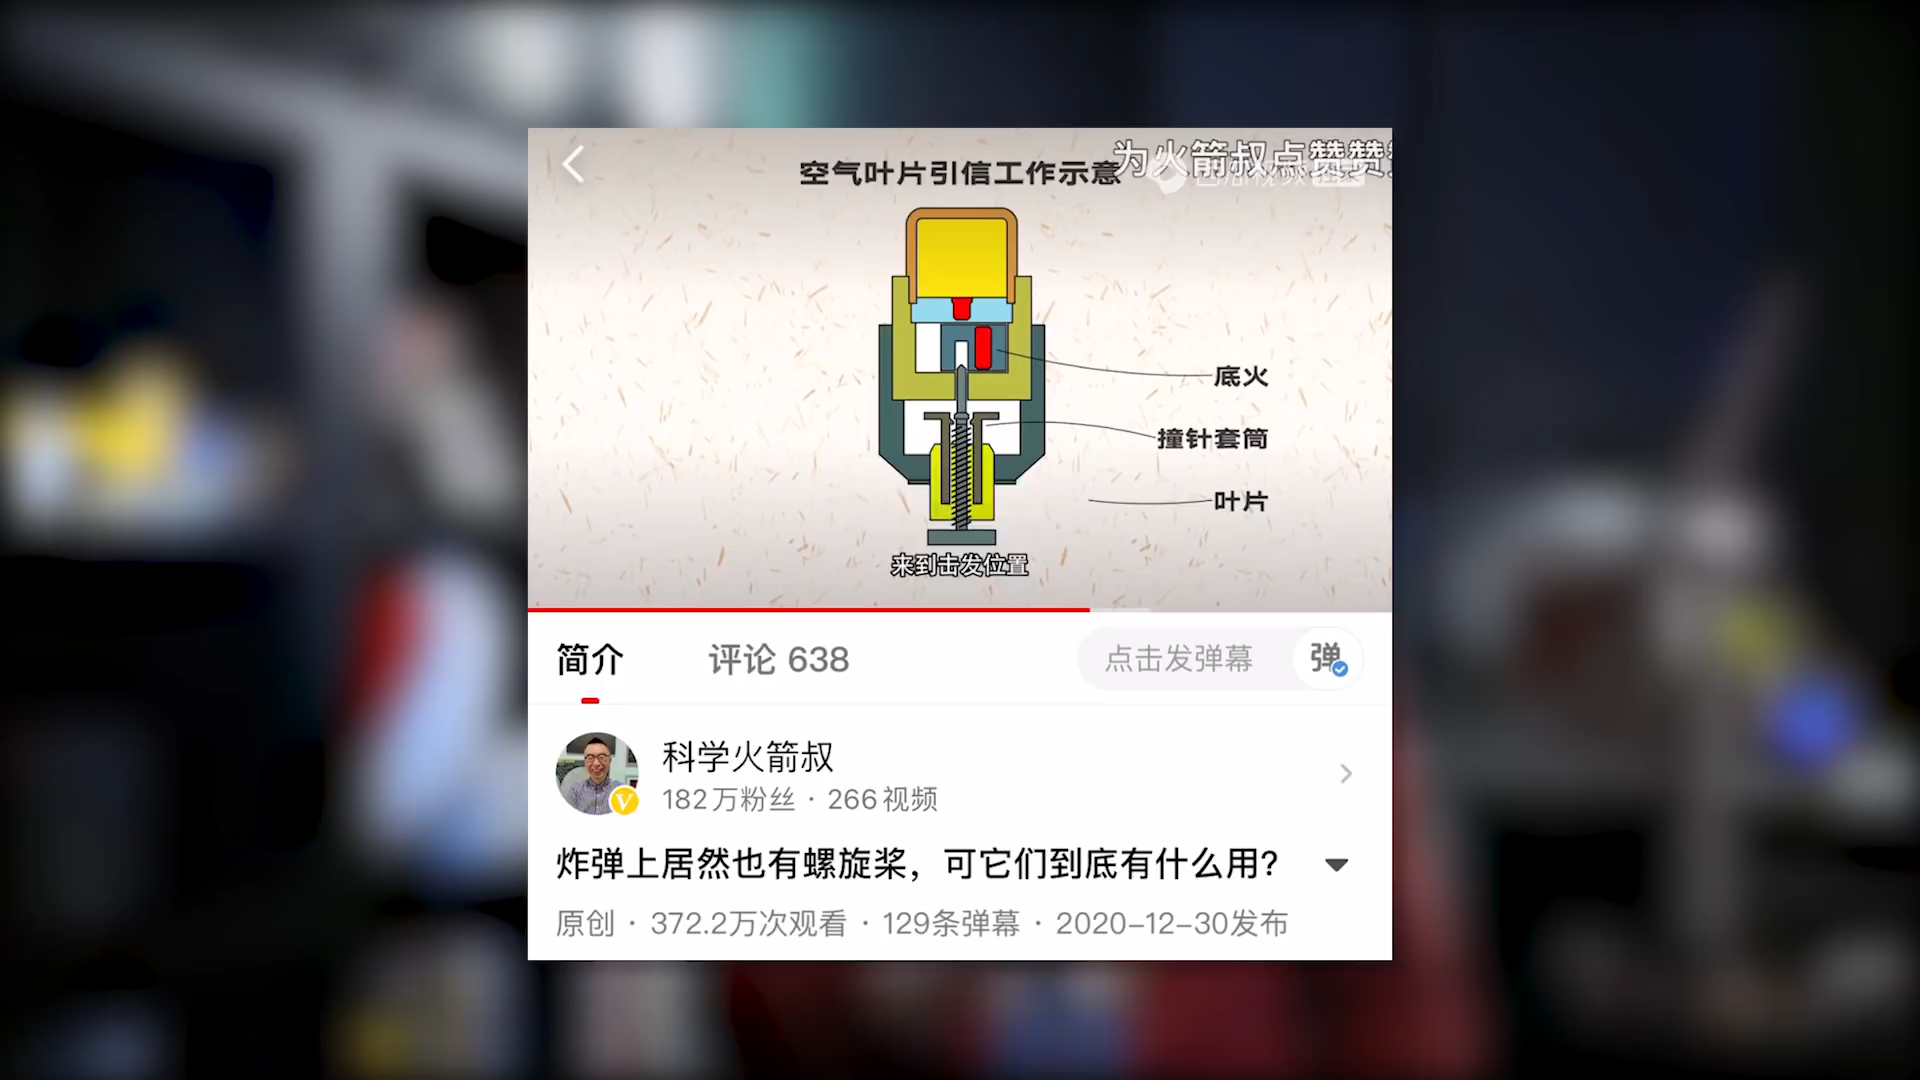 空气叶片引信工作示意
为火箭叔点赞赞
底火
撞针套筒
叶片
来到击发位置
简介
评论 638
点击发弹幕
弹
科学火箭叔
182万粉丝 · 266视频
炸弹上居然也有螺旋桨，可它们到底有什么用？
原创 · 372.2万次观看 · 129条弹幕 · 2020-12-30发布